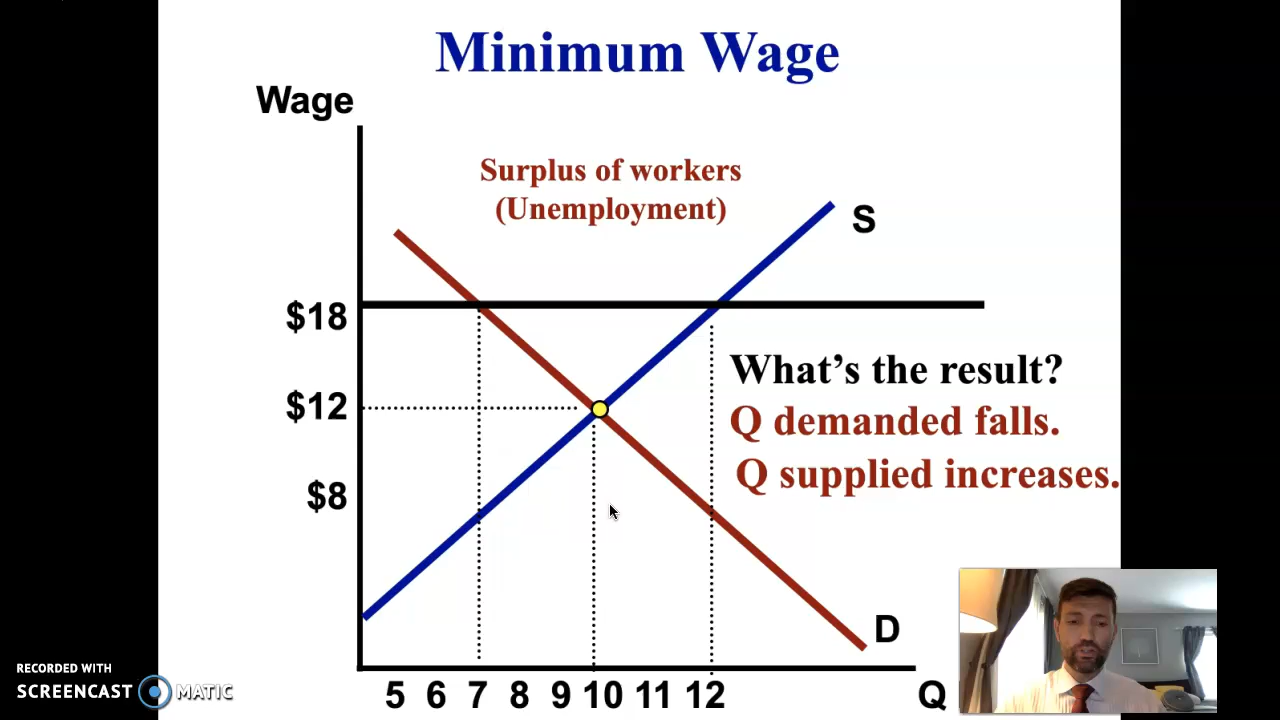 Minimum Wage
Wage
Surplus of workers
(Unemployment)
S
$18
What’s the result?
$12
Q demanded falls.
Q supplied increases.
$8
D
5 6 7 8 9 10 11 12 Q
RECORDED WITH
SCREENCAST MATIC